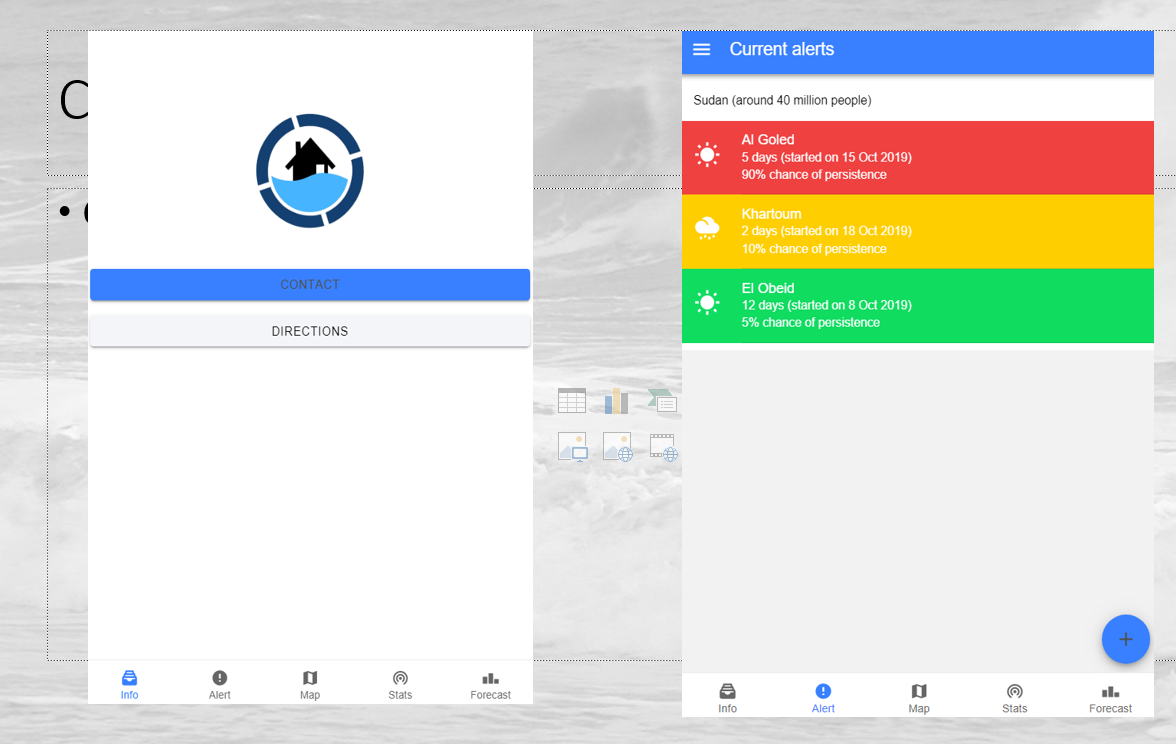 C
CONTACT
DIRECTIONS
Info
Alert
Map
Stats
Forecast
Current alerts
Sudan (around 40 million people)
Al Goled
5 days (started on 15 Oct 2019)
90% chance of persistence
Khartoum
2 days (started on 18 Oct 2019)
10% chance of persistence
El Obeid
12 days (started on 8 Oct 2019)
5% chance of persistence
Info
Alert
Map
Stats
Forecast